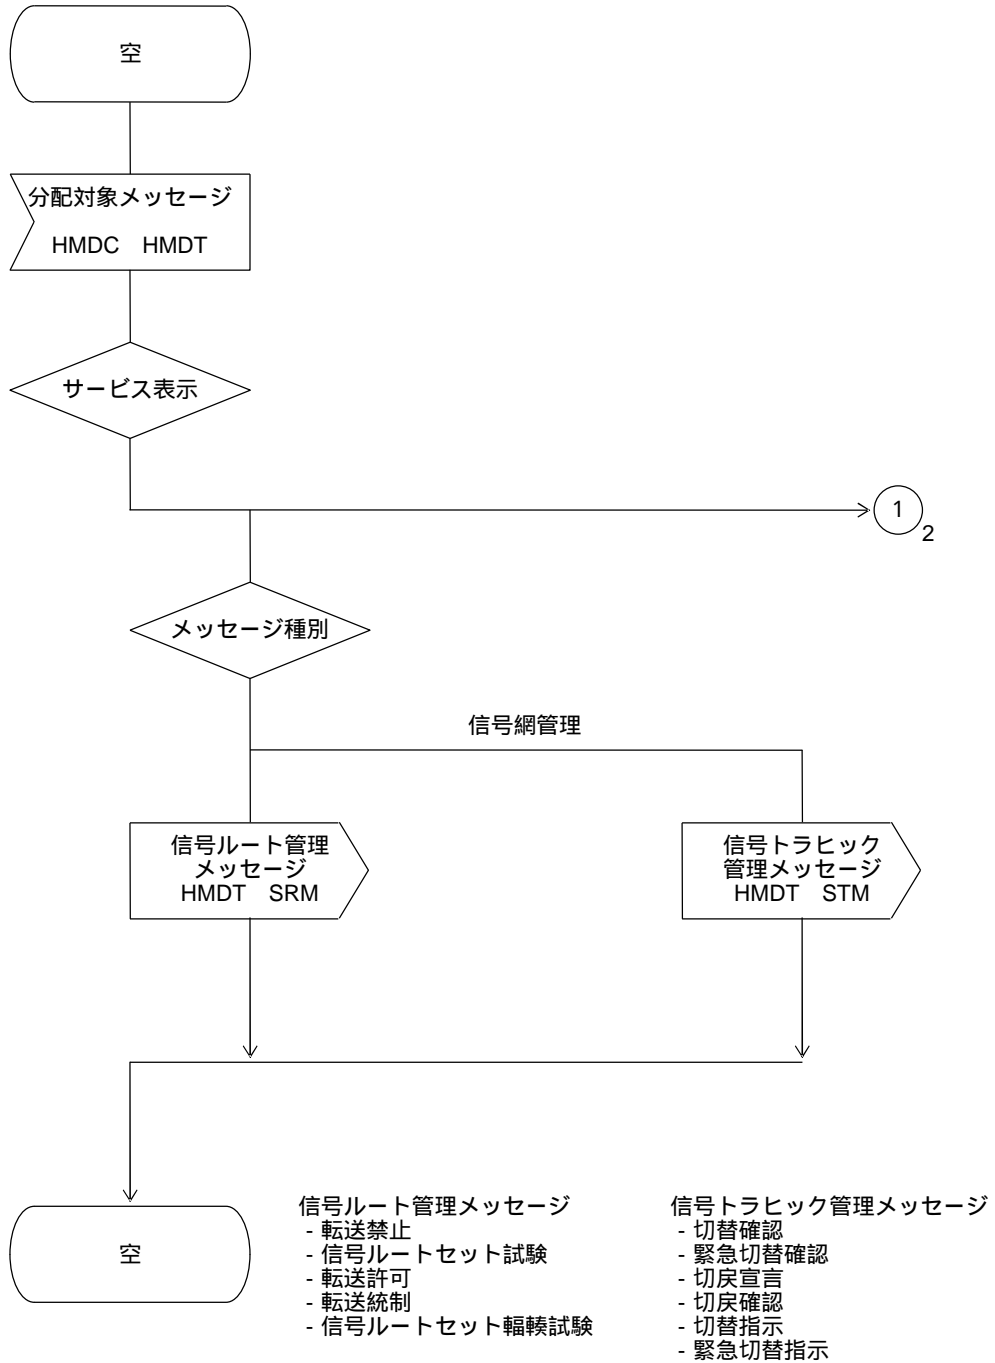 空
分配対象メッセージ
HMDC　HMDT
サービス表示
1
2
メッセージ種別
信号網管理
信号ルート管理
メッセージ
HMDT　SRM
信号トラヒック
管理メッセージ
HMDT　STM
空
信号ルート管理メッセージ
- 転送禁止
- 信号ルートセット試験
- 転送許可
- 転送統制
- 信号ルートセット輻輳試験
信号トラヒック管理メッセージ
- 切替確認
- 緊急切替確認
- 切戻宣言
- 切戻確認
- 切替指示
- 緊急切替指示